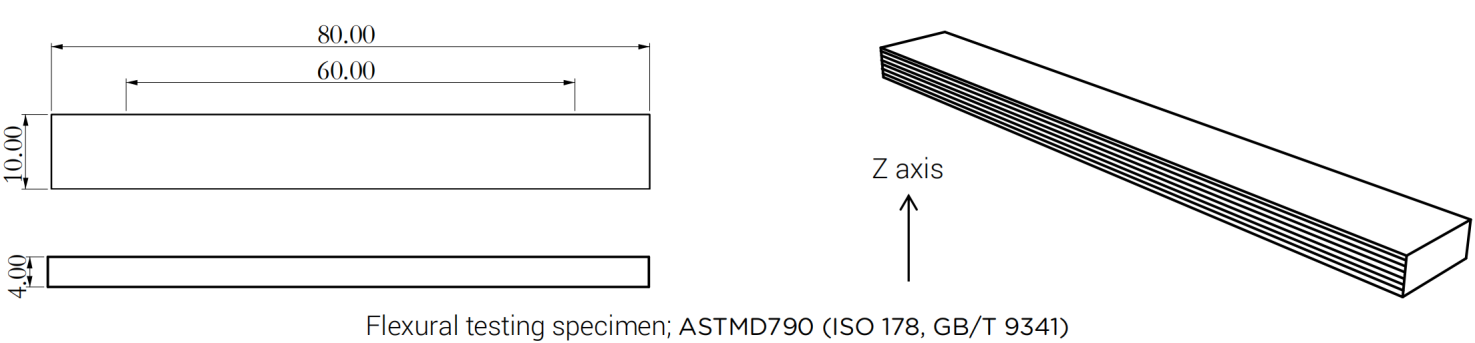 80.00
60.00
10.00
Z axis
4.00
Flexural testing specimen; ASTMD790 (ISO 178, GB/T 9341)